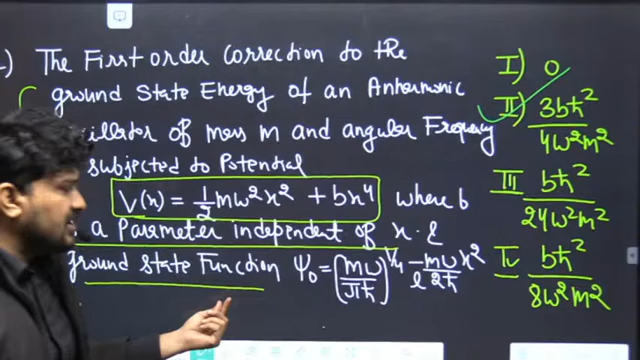 The First order Correction to the
ground State Energy of an Anharmonic
of mass m and angular Frequency
subjected to Potential
V(x) = 1/2 mω²x² + bx⁴ where b
a Parameter independent of x. &
ground State Function Ψ₀ = (mω/πħ)^1/4 e^-mω/2ħ x²
I) 0
II) 3bħ²/4ω²m²
III) bħ²/24ω²m²
IV bħ²/8ω²m²